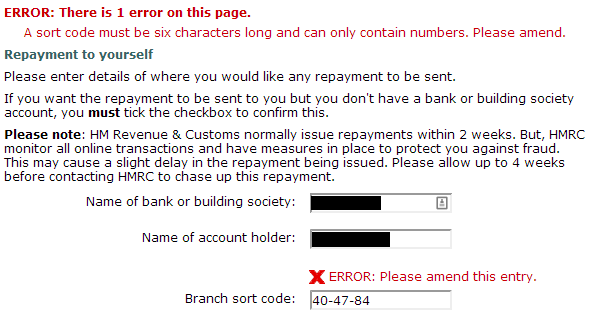 ERROR: There is 1 error on this page.
A sort code must be six characters long and can only contain numbers. Please amend.
Repayment to yourself
Please enter details of where you would like any repayment to be sent.
If you want the repayment to be sent to you but you don't have a bank or building society
account, you must tick the checkbox to confirm this.
Please note: HM Revenue & Customs normally issue repayments within 2 weeks. But, HMRC
monitor all online transactions and have measures in place to protect you against fraud.
This may cause a slight delay in the repayment being issued. Please allow up to 4 weeks
before contacting HMRC to chase up this repayment.
Name of bank or building society:
Name of account holder:
ERROR: Please amend this entry.
Branch sort code: 40-47-84